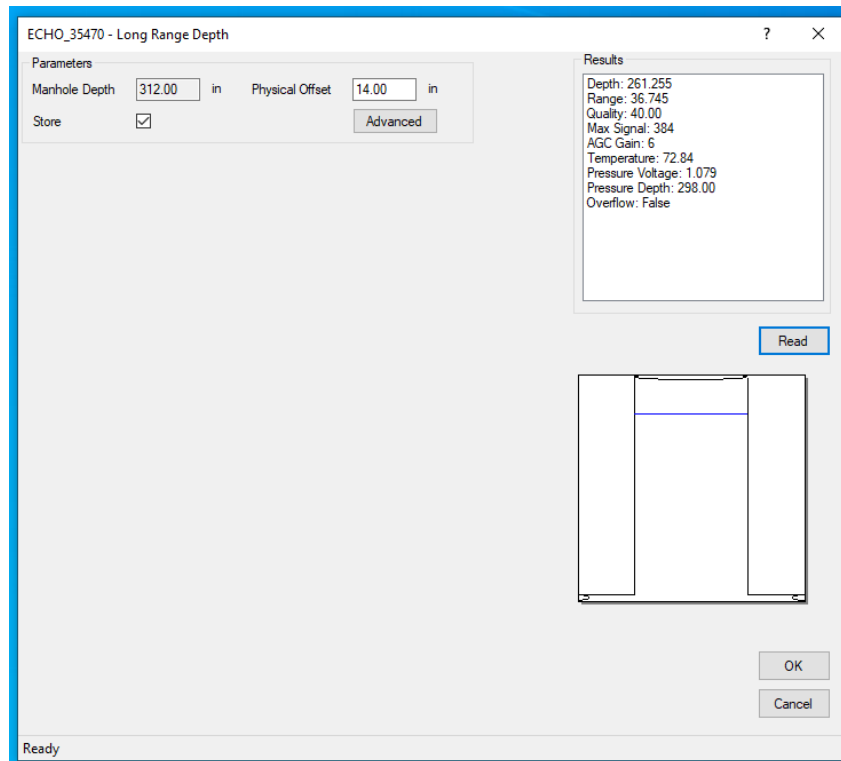 ECHO_35470 - Long Range Depth ? X
Parameters
Manhole Depth 312.00 in Physical Offset 14.00 in
Store Advanced
Results
Depth: 261.255
Range: 36.745
Quality: 40.00
Max Signal: 384
AGC Gain: 6
Temperature: 72.84
Pressure Voltage: 1.079
Pressure Depth: 298.00
Overflow: False
Read
OK
Cancel
Ready